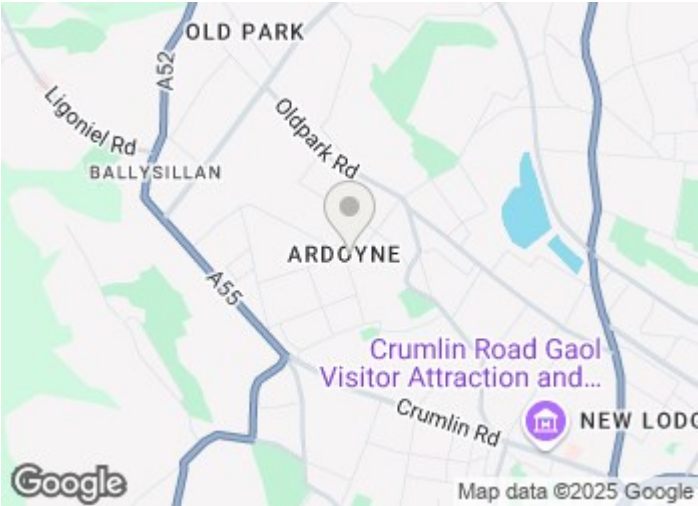 OLD PARK
A52
Ligoniel Rd
Oldpark Rd
BALLYSILLAN
ARDOYNE
A55
Crumlin Road Gaol
Visitor Attraction and...
Crumlin Rd
NEW LODG
Google
Map data ©2025 Google